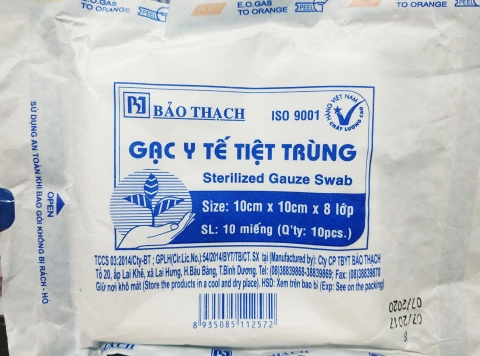 E.O.GAS
TO ORANGE
PEEL
E.O.GAS
TO ORANGE
PEEL
E.O.GAS
TO ORANGE
SỬ DỤNG AN TOÀN KHI BAO GÓI KHÔNG BỊ RÁCH - HỞ
OPEN
BẢO THẠCH
ISO 9001
HÀNG VIỆT NAM
CHẤT LƯỢNG CAO
GẠC Y TẾ TIỆT TRÙNG
Sterilized Gauze Swab
Size: 10cm x 10cm x 8 lớp
SL: 10 miếng (Q'ty: 10pcs.)
TCCS 03:2014/Cty-BT ; GPLH(Cir.Lic.No.):54/2014/BYT/TB/CT. SX tại (Manufactured by): Cty CP TBYT BẢO THẠCH
Tổ 20, ấp Lai Khê, xã Lai Hưng, H.Bàu Bàng, T.Bình Dương, Tel: (08)38839868-38839869; Fax: (08)38839870
Giữ nơi khô mát (Store the products in a cool and dry place). HSD: Xem trên bao bì (Exp: See on the packing)
8 935085 112572
07/2017
07/2020